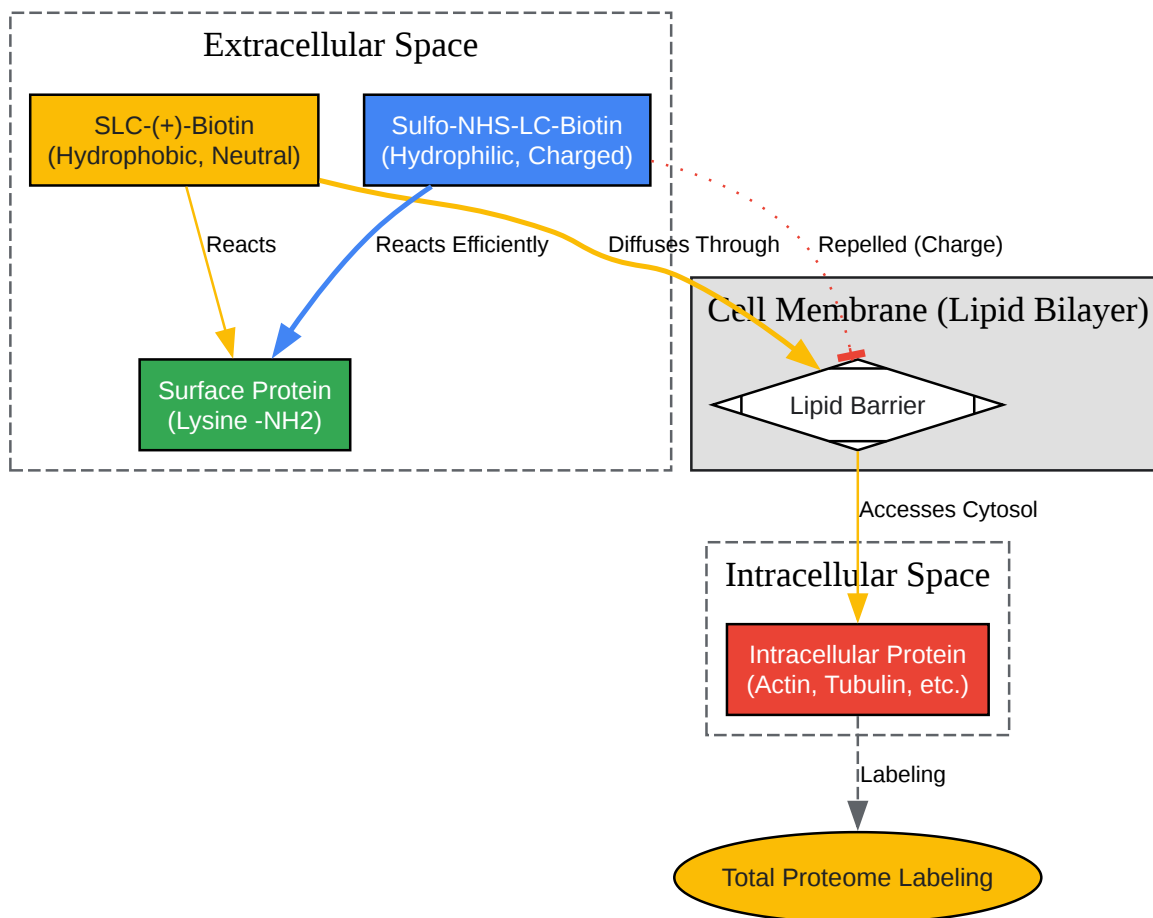 Extracellular Space
SLC-(+)-Biotin
(Hydrophobic, Neutral)
Sulfo-NHS-LC-Biotin
(Hydrophilic, Charged)
Reacts
Reacts Efficiently
Diffuses Through
Repelled (Charge)
Cell Membrane (Lipid Bilayer)
Surface Protein
(Lysine -NH2)
Lipid Barrier
Accesses Cytosol
Intracellular Space
Intracellular Protein
(Actin, Tubulin, etc.)
Labeling
Total Proteome Labeling